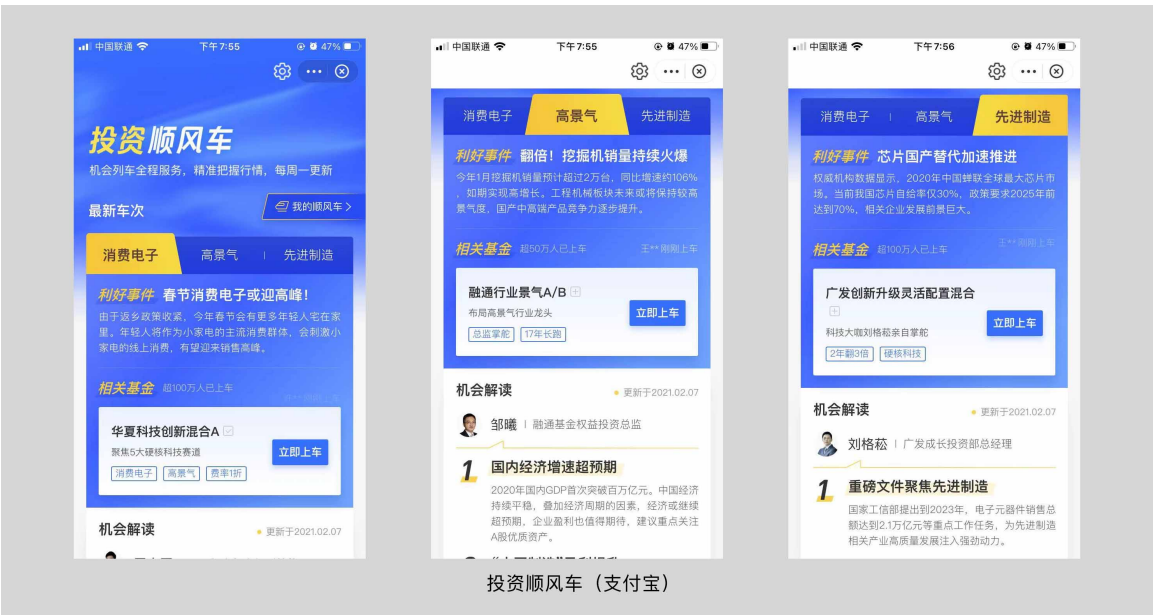 中国联通
下午7:55
47%
投资顺风车
机会列车全程服务，精准把握行情，每周一更新
最新车次
我的顺风车
消费电子
高景气
先进制造
利好事件 春节消费电子或迎高峰！
由于返乡政策收紧，今年春节会有更多年轻人宅在家
里。年轻人将作为小家电的主流消费群体，会刺激小
家电的线上消费，有望迎来销售高峰。
相关基金 超100万人已上车
华夏科技创新混合A
聚焦5大硬核科技赛道
消费电子
高景气
费率1折
立即上车
机会解读
更新于2021.02.07
中国联通
下午7:55
47%
消费电子
高景气
先进制造
利好事件 翻倍！挖掘机销量持续火爆
今年1月挖掘机销量预计超过2万台，同比增速约106%
，如期实现高增长。工程机械板块未来或将保持较高
景气度，国产中高端产品竞争力逐步提升。
相关基金 超50万人已上车
王**刚刚上车
融通行业景气A/B
布局高景气行业龙头
总监掌舵
17年长跑
立即上车
机会解读
更新于2021.02.07
邹曦 融通基金权益投资总监
1 国内经济增速超预期
2020年国内GDP首次突破百万亿元。中国经济
持续平稳，叠加经济周期的因素，经济或继续
超预期，企业盈利也值得期待，建议重点关注
A股优质资产。
中国联通
下午7:56
47%
消费电子
高景气
先进制造
利好事件 芯片国产替代加速推进
权威机构数据显示，2020年中国蝉联全球最大芯片市
场。当前我国芯片自给率仅30%，政策要求2025年前
达到70%，相关企业发展前景巨大。
相关基金 超100万人已上车
王**刚刚上车
广发创新升级灵活配置混合
科技大咖刘格菘亲自掌舵
2年翻3倍
硬核科技
立即上车
机会解读
更新于2021.02.07
刘格菘 广发成长投资部总经理
1 重磅文件聚焦先进制造
国家工信部提出到2023年，电子元器件销售总
额达到2.1万亿元等重点工作任务，为先进制造
相关产业高质量发展注入强劲动力。
投资顺风车（支付宝）